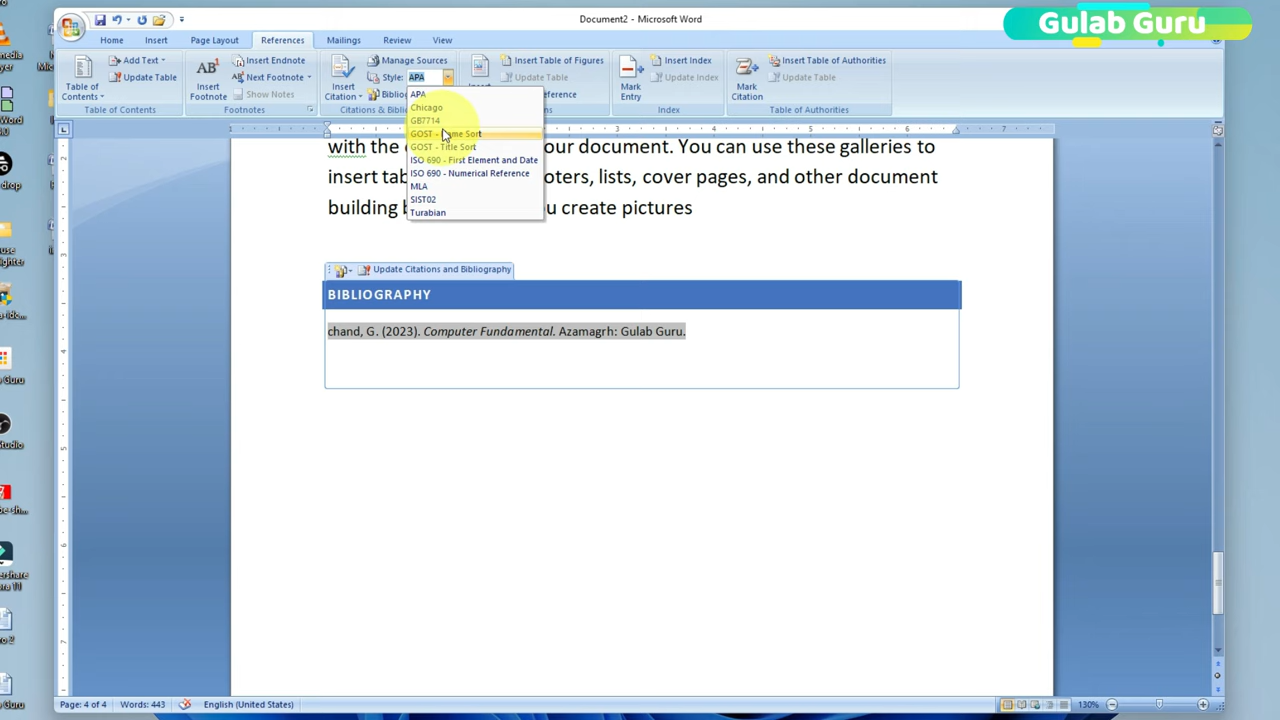 Document2 - Microsoft Word
Gulab Guru
Home Insert Page Layout References Mailings Review View
Table of Contents
Add Text
Update Table
Table of Contents
AB¹
Insert Footnote
Insert Endnote
Next Footnote
Show Notes
Footnotes
Insert Citation
Manage Sources
Style: APA
Citations &
Insert Table of Figures
Update Table
Mark Entry
Insert Index
Update Index
Index
Mark Citation
Insert Table of Authorities
Update Table
Table of Authorities
APA
Chicago
GB7714
GOST - Name Sort
GOST - Title Sort
ISO 690 - First Element and Date
ISO 690 - Numerical Reference
MLA
SIST02
Turabian
with the our document. You can use these galleries to
insert oters, lists, cover pages, and other document
building u create pictures
Update Citations and Bibliography
BIBLIOGRAPHY
chand, G. (2023). Computer Fundamental. Azamagrh: Gulab Guru.
Page: 4 of 4 Words: 443 English (United States) 130%